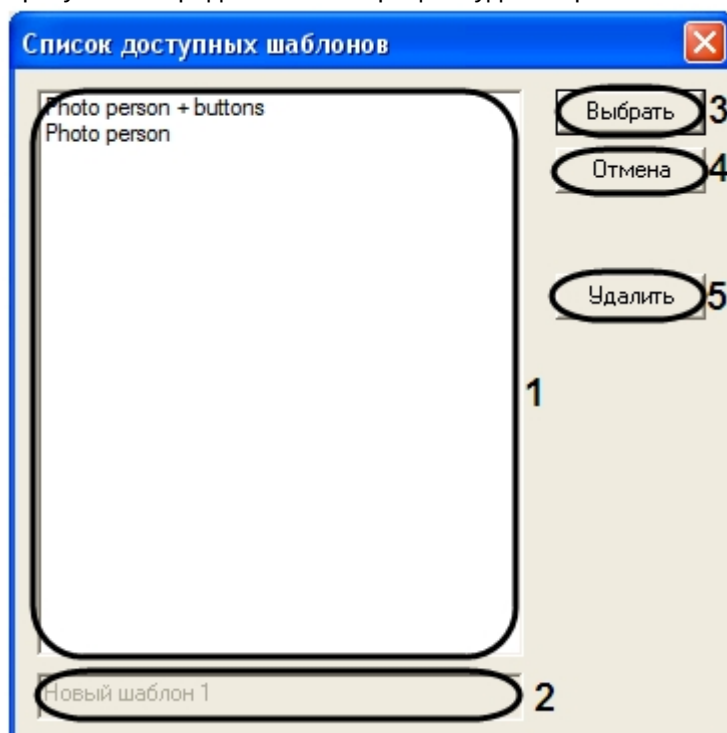 Список доступных шаблонов
Photo person + buttons
Photo person
Выбрать 3
Отмена 4
Удалить 5
1
Новый шаблон 1
2